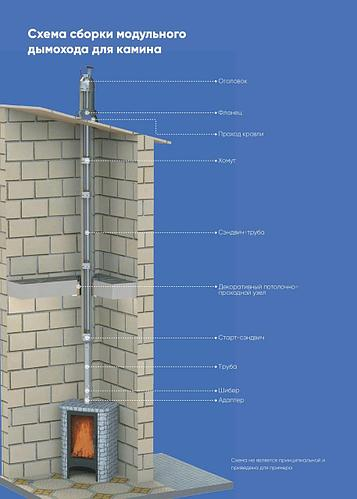 Схема сборки модульного
дымохода для камина
Оголовок
Фланец
Проход кровли
Хомут
Сэндвич-труба
Декоративный потолочно-
проходной узел
Старт-сэндвич
Труба
Шибер
Адаптер
Схема не является принципиальной и
приведена для примера